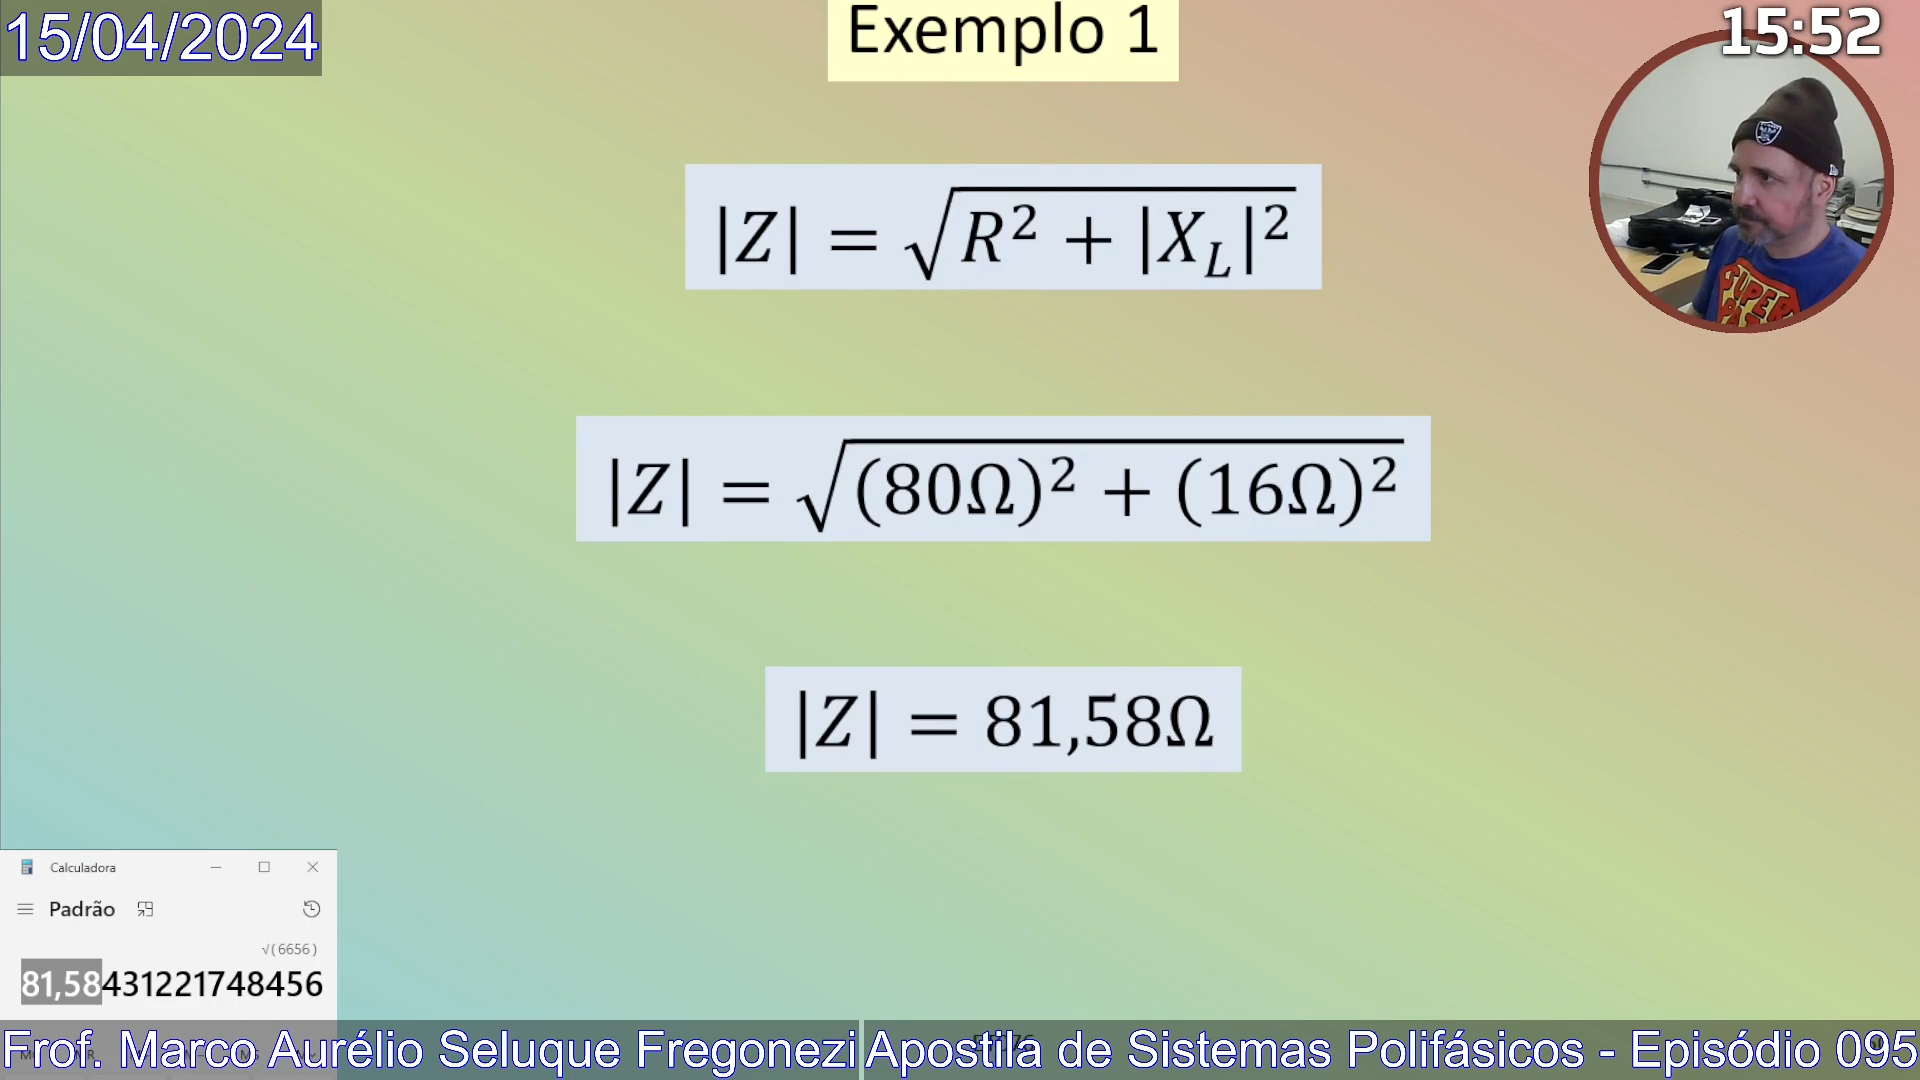 15/04/2024
Exemplo 1
15:52
|Z| = √R² + |X_L|²
|Z| = √(80Ω)² + (16Ω)²
|Z| = 81,58Ω
Calculadora
Padrão
√(6656)
81,58431221748456
Frof. Marco Aurélio Seluque Fregonezi
Apostila de Sistemas Polifásicos - Episódio 095